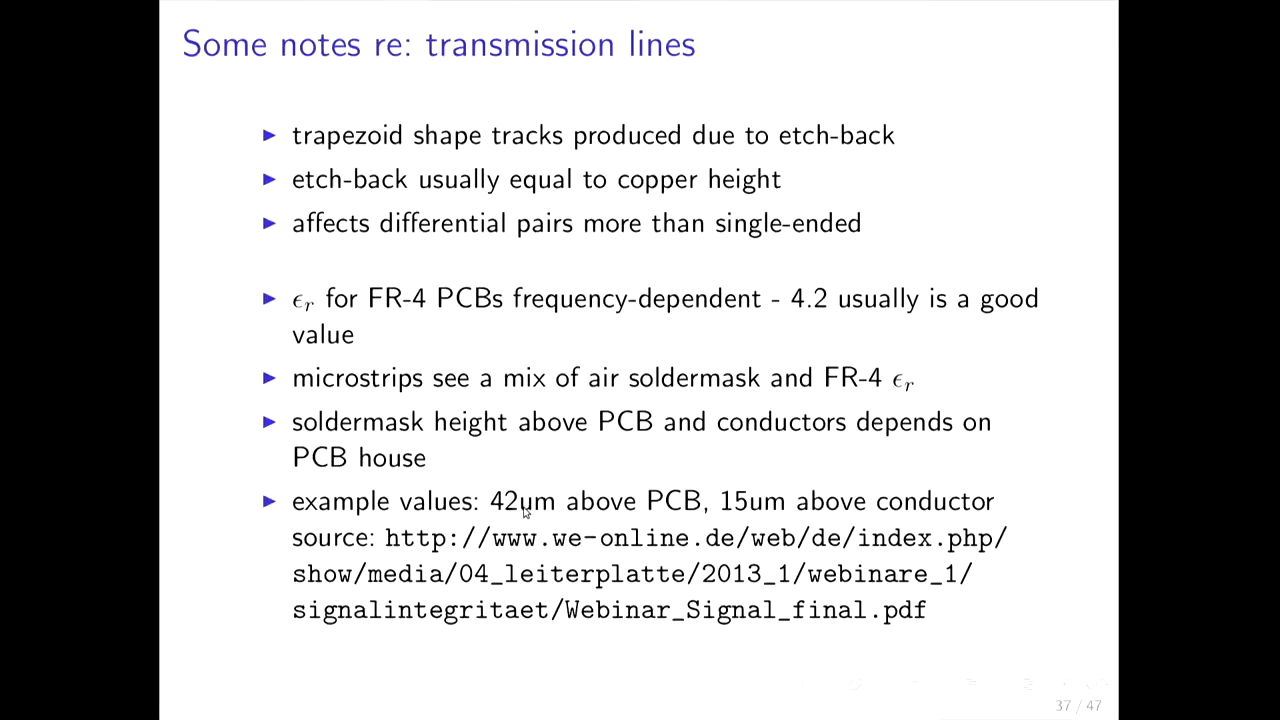 Some notes re: transmission lines
▶ trapezoid shape tracks produced due to etch-back
▶ etch-back usually equal to copper height
▶ affects differential pairs more than single-ended
▶ ϵr for FR-4 PCBs frequency-dependent - 4.2 usually is a good
value
▶ microstrips see a mix of air soldermask and FR-4 ϵr
▶ soldermask height above PCB and conductors depends on
PCB house
▶ example values: 42um above PCB, 15um above conductor
source: http://www.we-online.de/web/de/index.php/
show/media/04_leiterplatte/2013_1/webinare_1/
signalintegritaet/Webinar_Signal_final.pdf
37 / 47